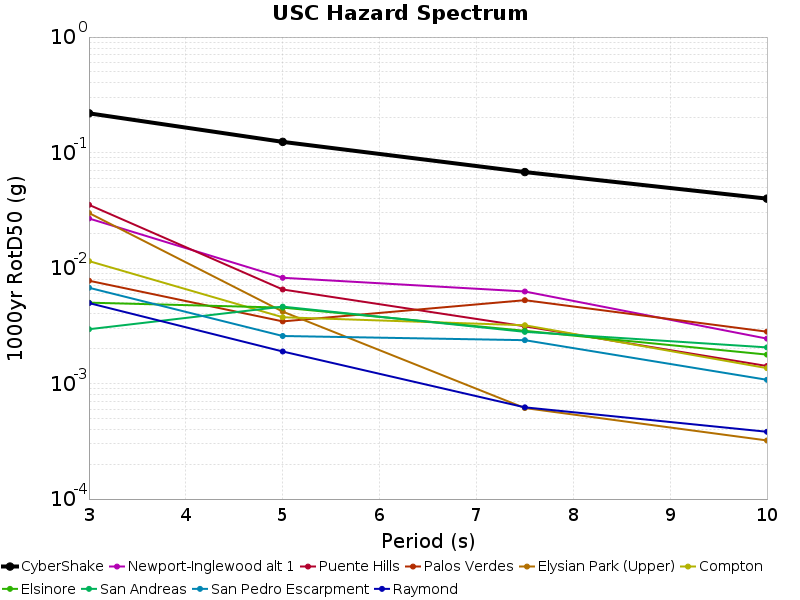 USC Hazard Spectrum
10^0
10^-1
10^-2
10^-3
10^-4
1000yr RotD50 (g)
3 4 5 6 7 8 9 10
Period (s)
CyberShake Newport-Inglewood alt 1 Puente Hills Palos Verdes Elysian Park (Upper) Compton
Elsinore San Andreas San Pedro Escarpment Raymond